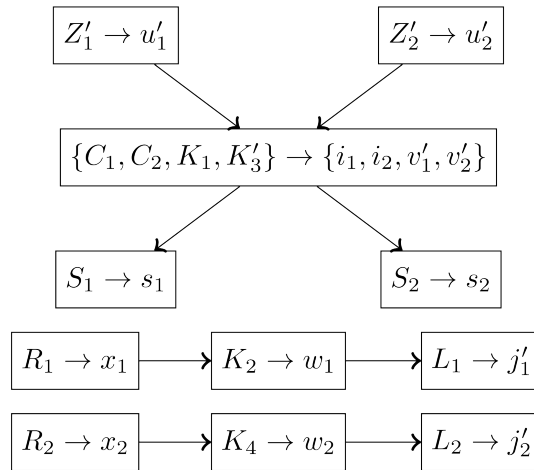 Z′₁ → u′₁ Z′₂ → u′₂
{C₁, C₂, K₁, K′₃} → {i₁, i₂, v′₁, v′₂}
S₁ → s₁ S₂ → s₂
R₁ → x₁ K₂ → w₁ L₁ → j′₁
R₂ → x₂ K₄ → w₂ L₂ → j′₂